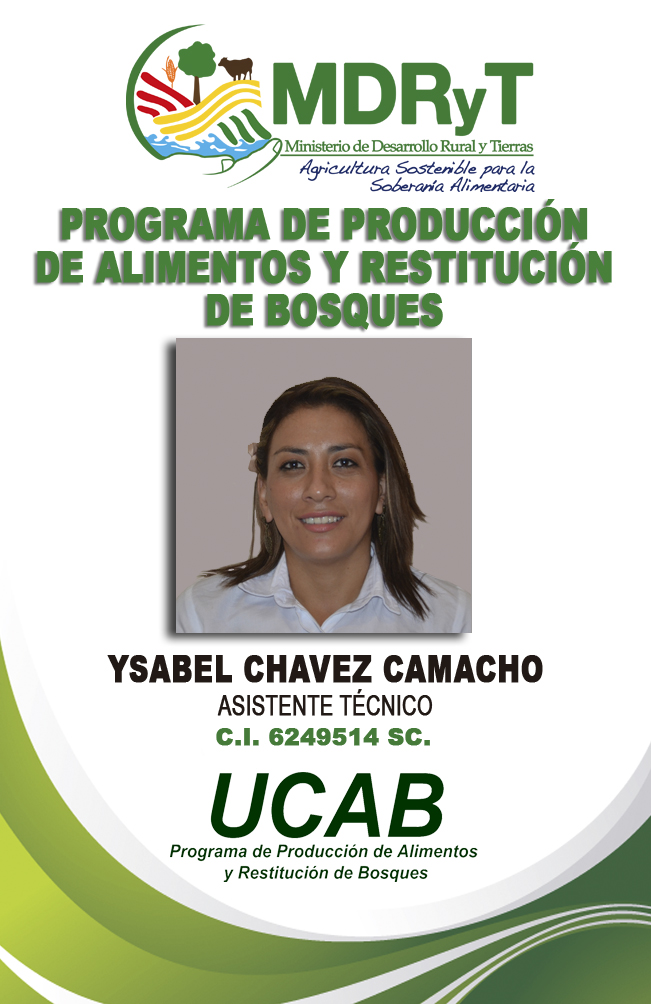 MDRyT
Ministerio de Desarrollo Rural y Tierras
Agricultura Sostenible para la
Soberanía Alimentaria
PROGRAMA DE PRODUCCIÓN
DE ALIMENTOS Y RESTITUCIÓN
DE BOSQUES
YSABEL CHAVEZ CAMACHO
ASISTENTE TÉCNICO
C.I. 6249514 SC.
UCAB
Programa de Producción de Alimentos
y Restitución de Bosques